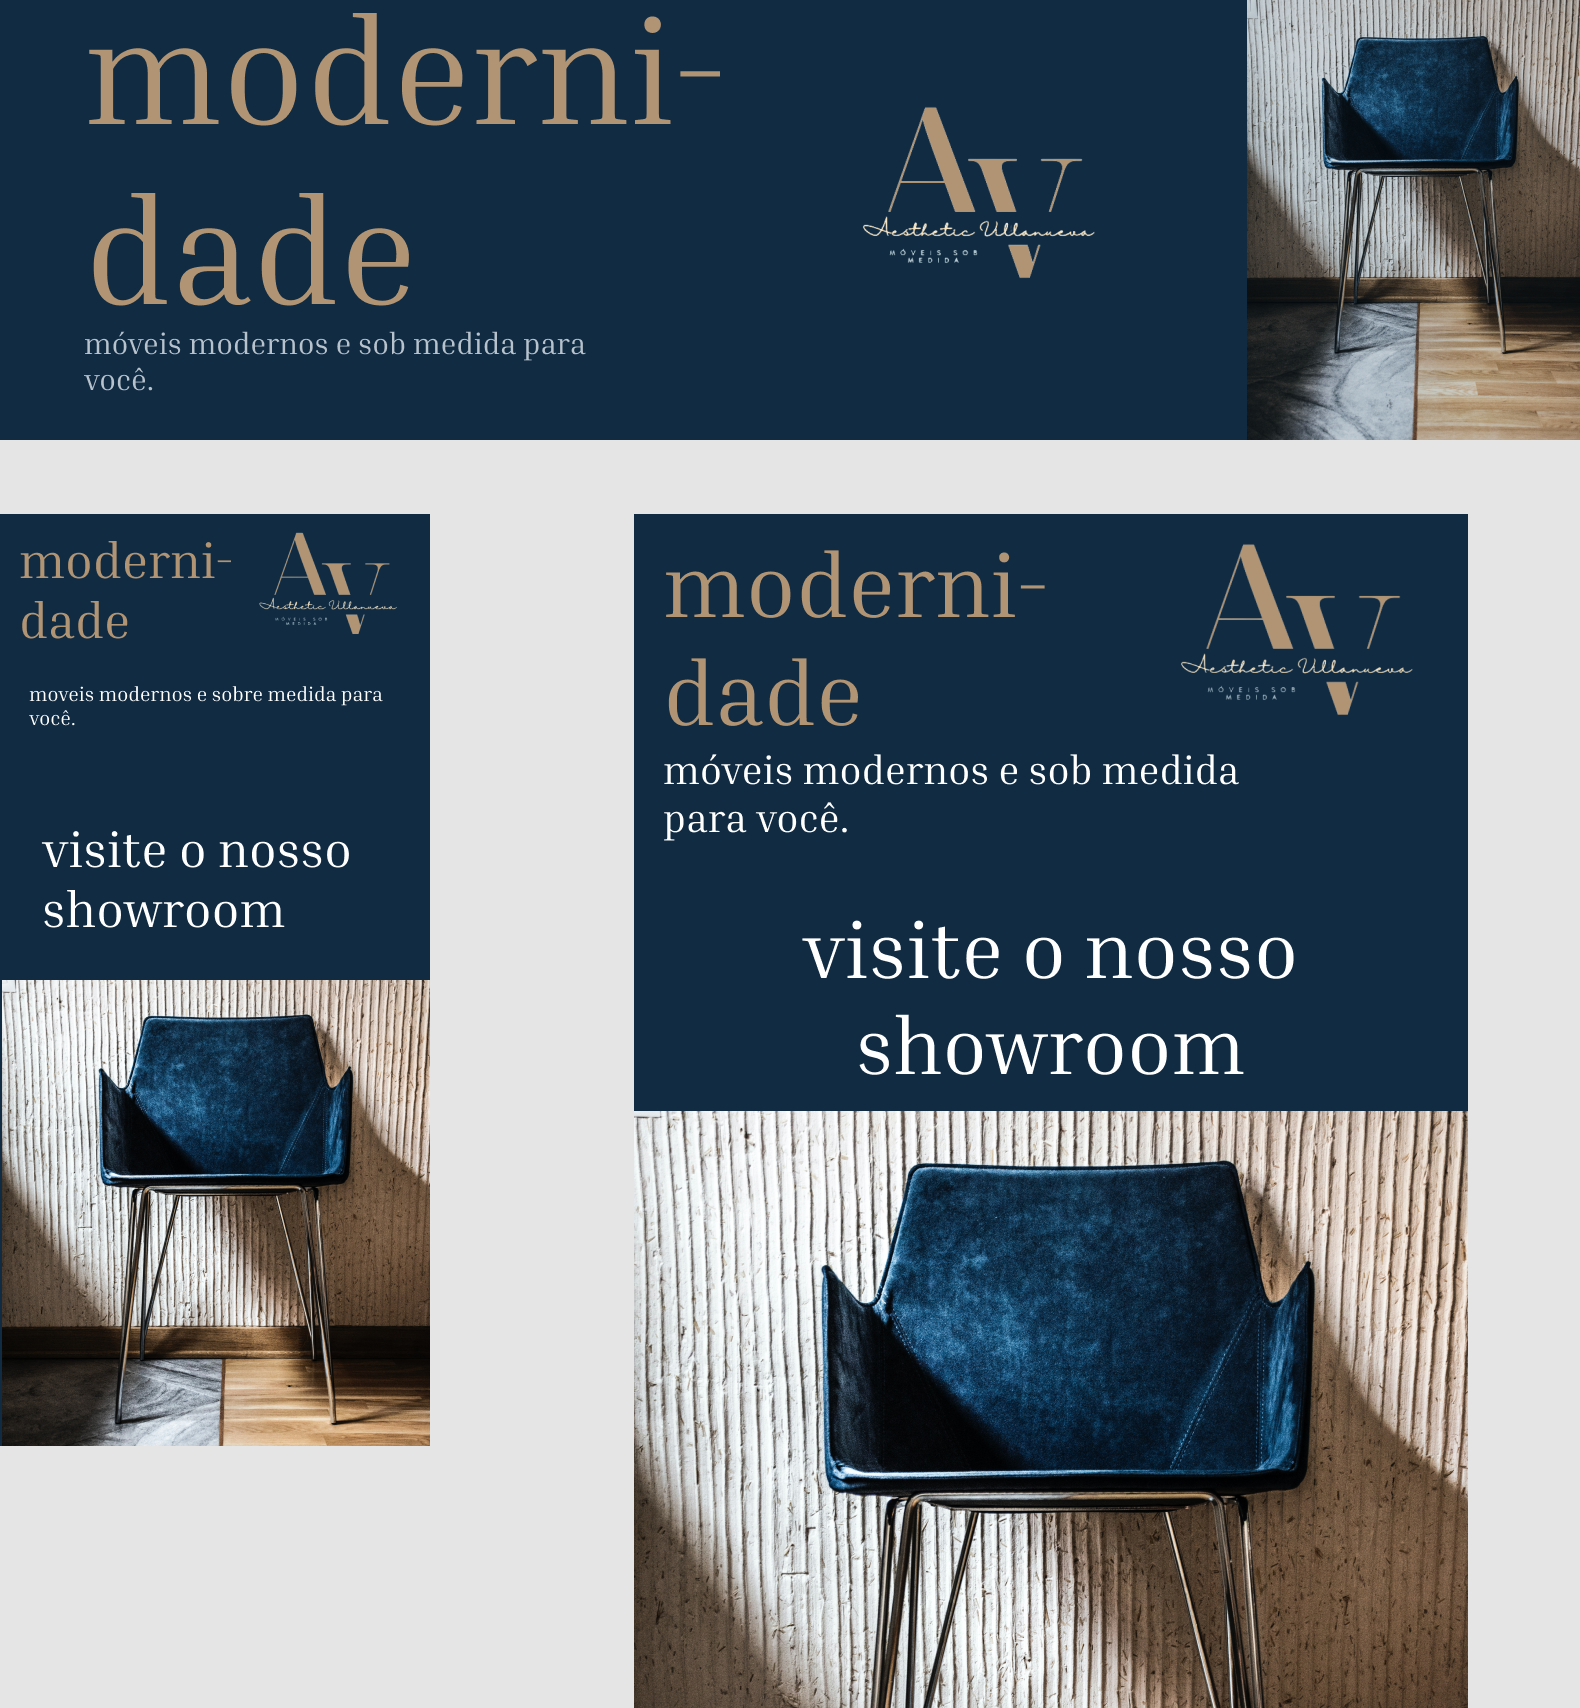 moderni-
dade
móveis modernos e sob medida para
você.
AV
Aesthetic Villanueva
MÓVEIS SOB
MEDIDA
moderni-
dade
AV
Aesthetic Villanueva
MÓVEIS SOB
MEDIDA
moveis modernos e sobre medida para
você.
visite o nosso
showroom
moderni-
dade
AV
Aesthetic Villanueva
MÓVEIS SOB
MEDIDA
móveis modernos e sob medida
para você.
visite o nosso
showroom